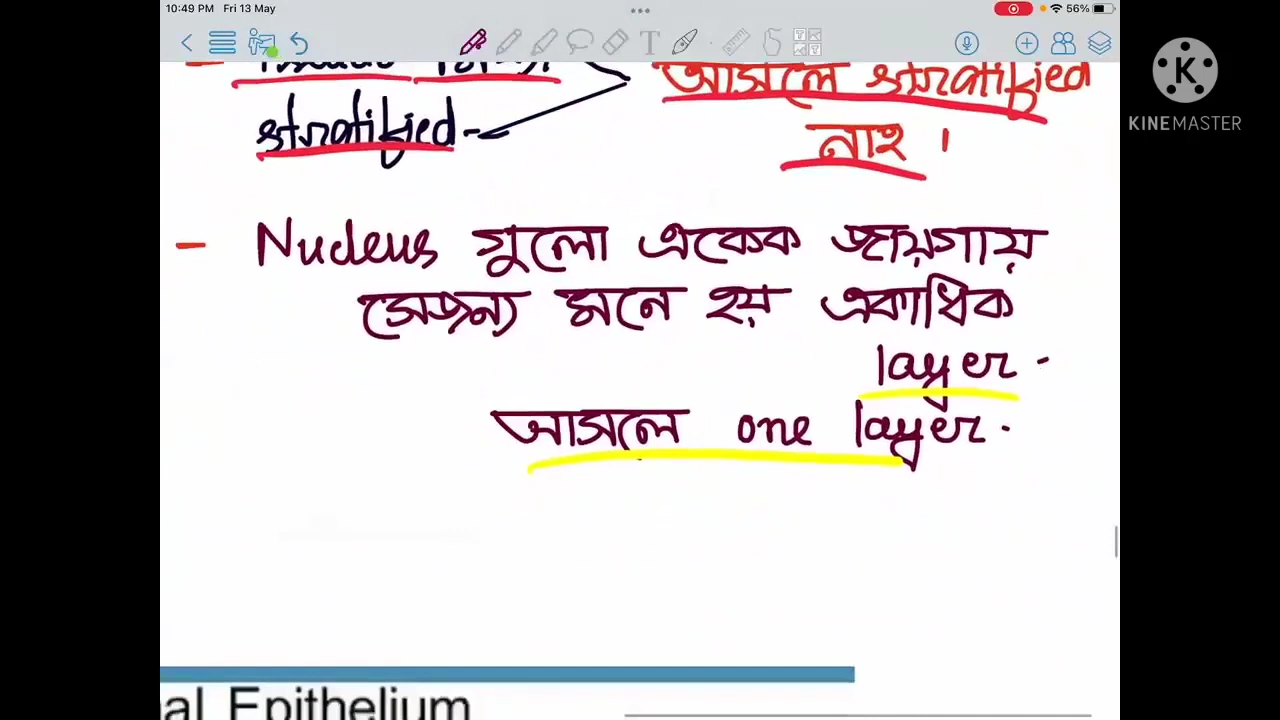 10:49 PM Fri 13 May
56%
KINEMASTER
আসলে stratified
stratified
নাহ ।
- Nucleus গুলো একেক জায়গায়
সেজন্য মনে হয় একাধিক
layer.
আসলে one layer.
al Epithelium